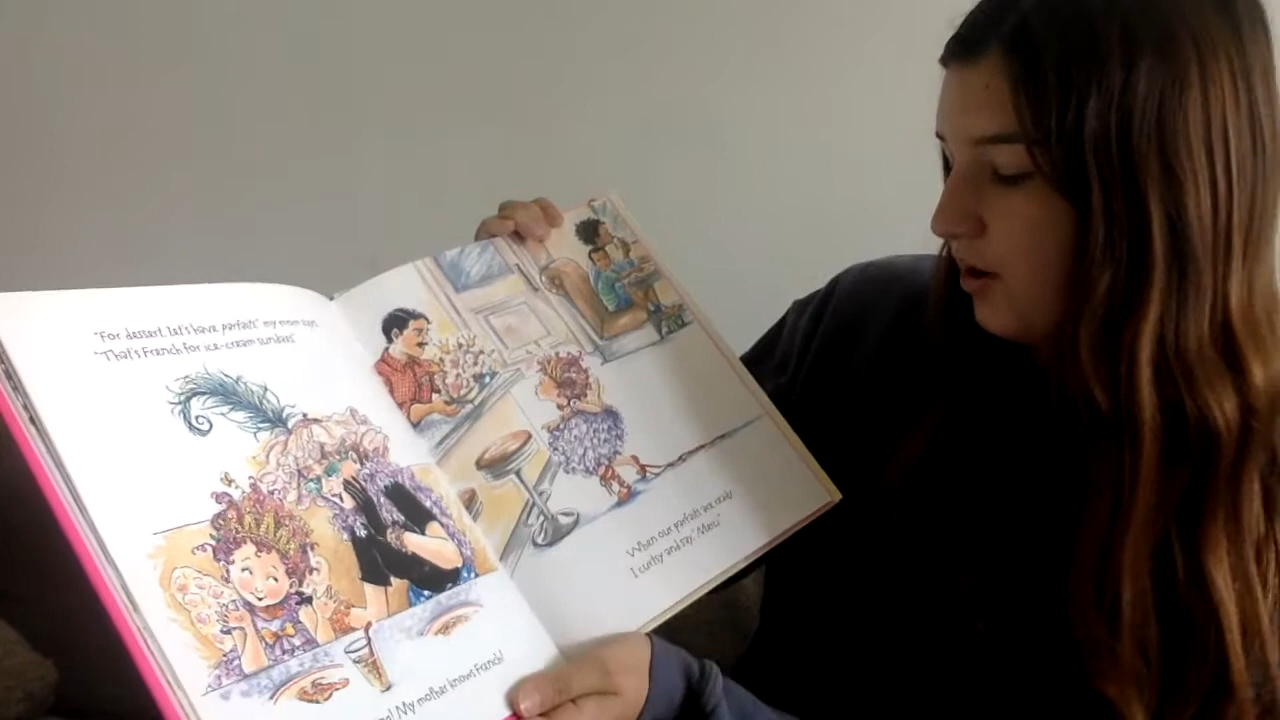 "For dessert, let's have parfaits," my mom says.
"That's French for ice-cream sundaes."
My mother knows French!
When our parfaits are ready
I curtsy and say, "Merci."